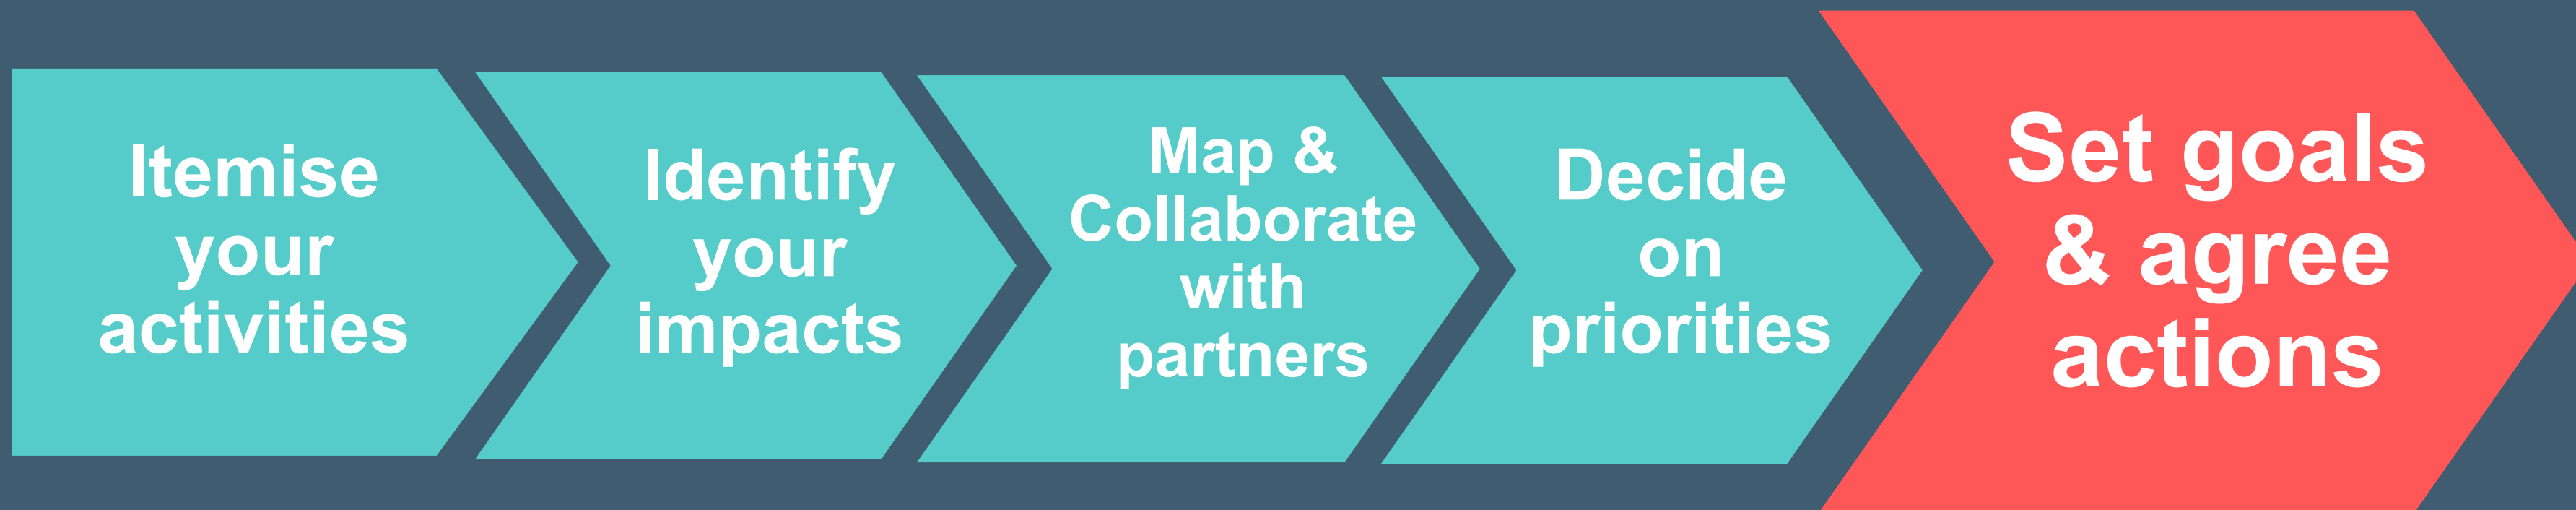 Itemise
your
activities
Identify
your
impacts
Map &
Collaborate
with
partners
Decide
on
priorities
Set goals
& agree
actions